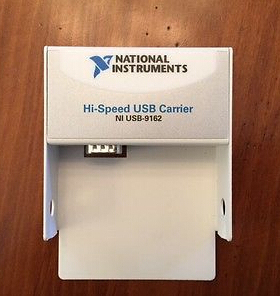 NATIONAL
INSTRUMENTS
Hi-Speed USB Carrier
NI USB-9162